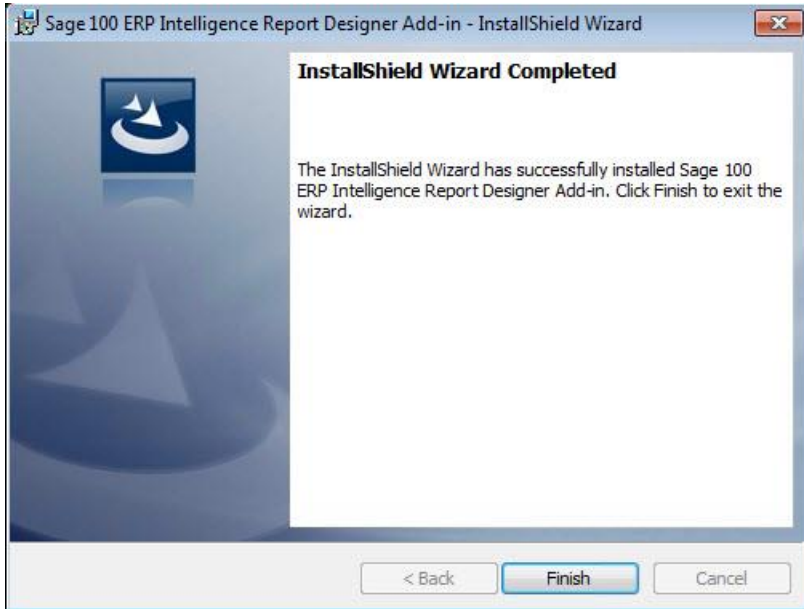 Sage 100 ERP Intelligence Report Designer Add-in - InstallShield Wizard
InstallShield Wizard Completed
The InstallShield Wizard has successfully installed Sage 100
ERP Intelligence Report Designer Add-in. Click Finish to exit the
wizard.
< Back Finish Cancel